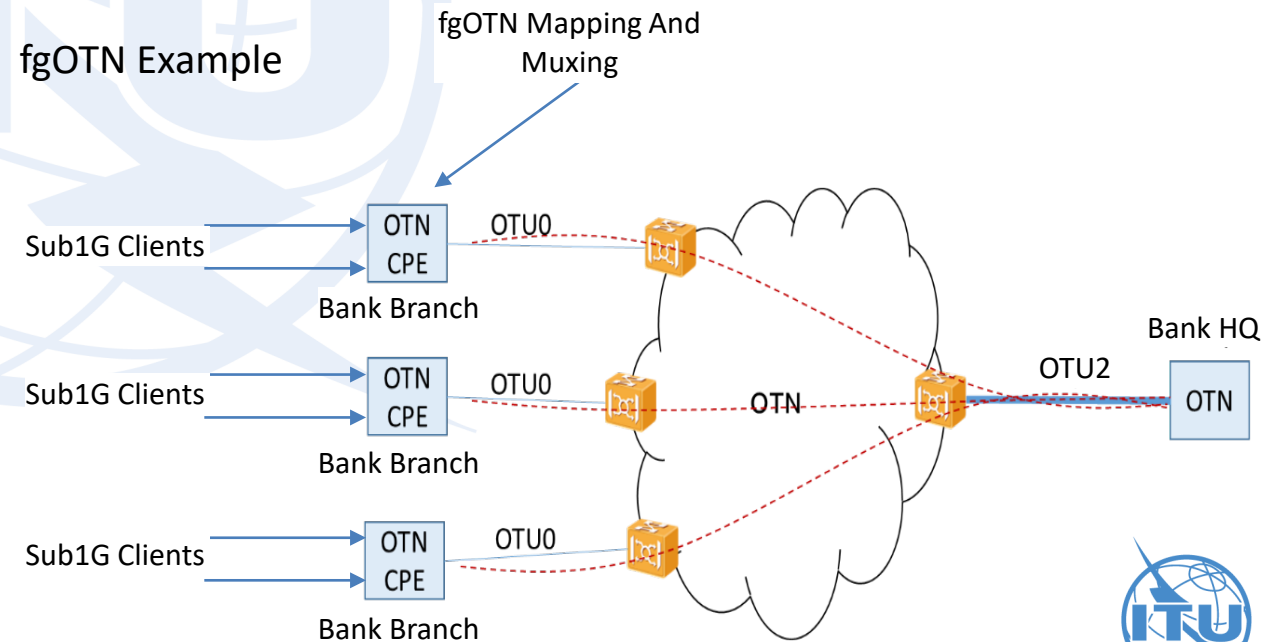 fgOTN Mapping And
Muxing
fgOTN Example
Sub1G Clients
OTN
CPE
OTU0
Bank Branch
Sub1G Clients
OTN
CPE
OTU0
Bank Branch
OTN
OTU2
Bank HQ
OTN
Sub1G Clients
OTN
CPE
OTU0
Bank Branch
ITU